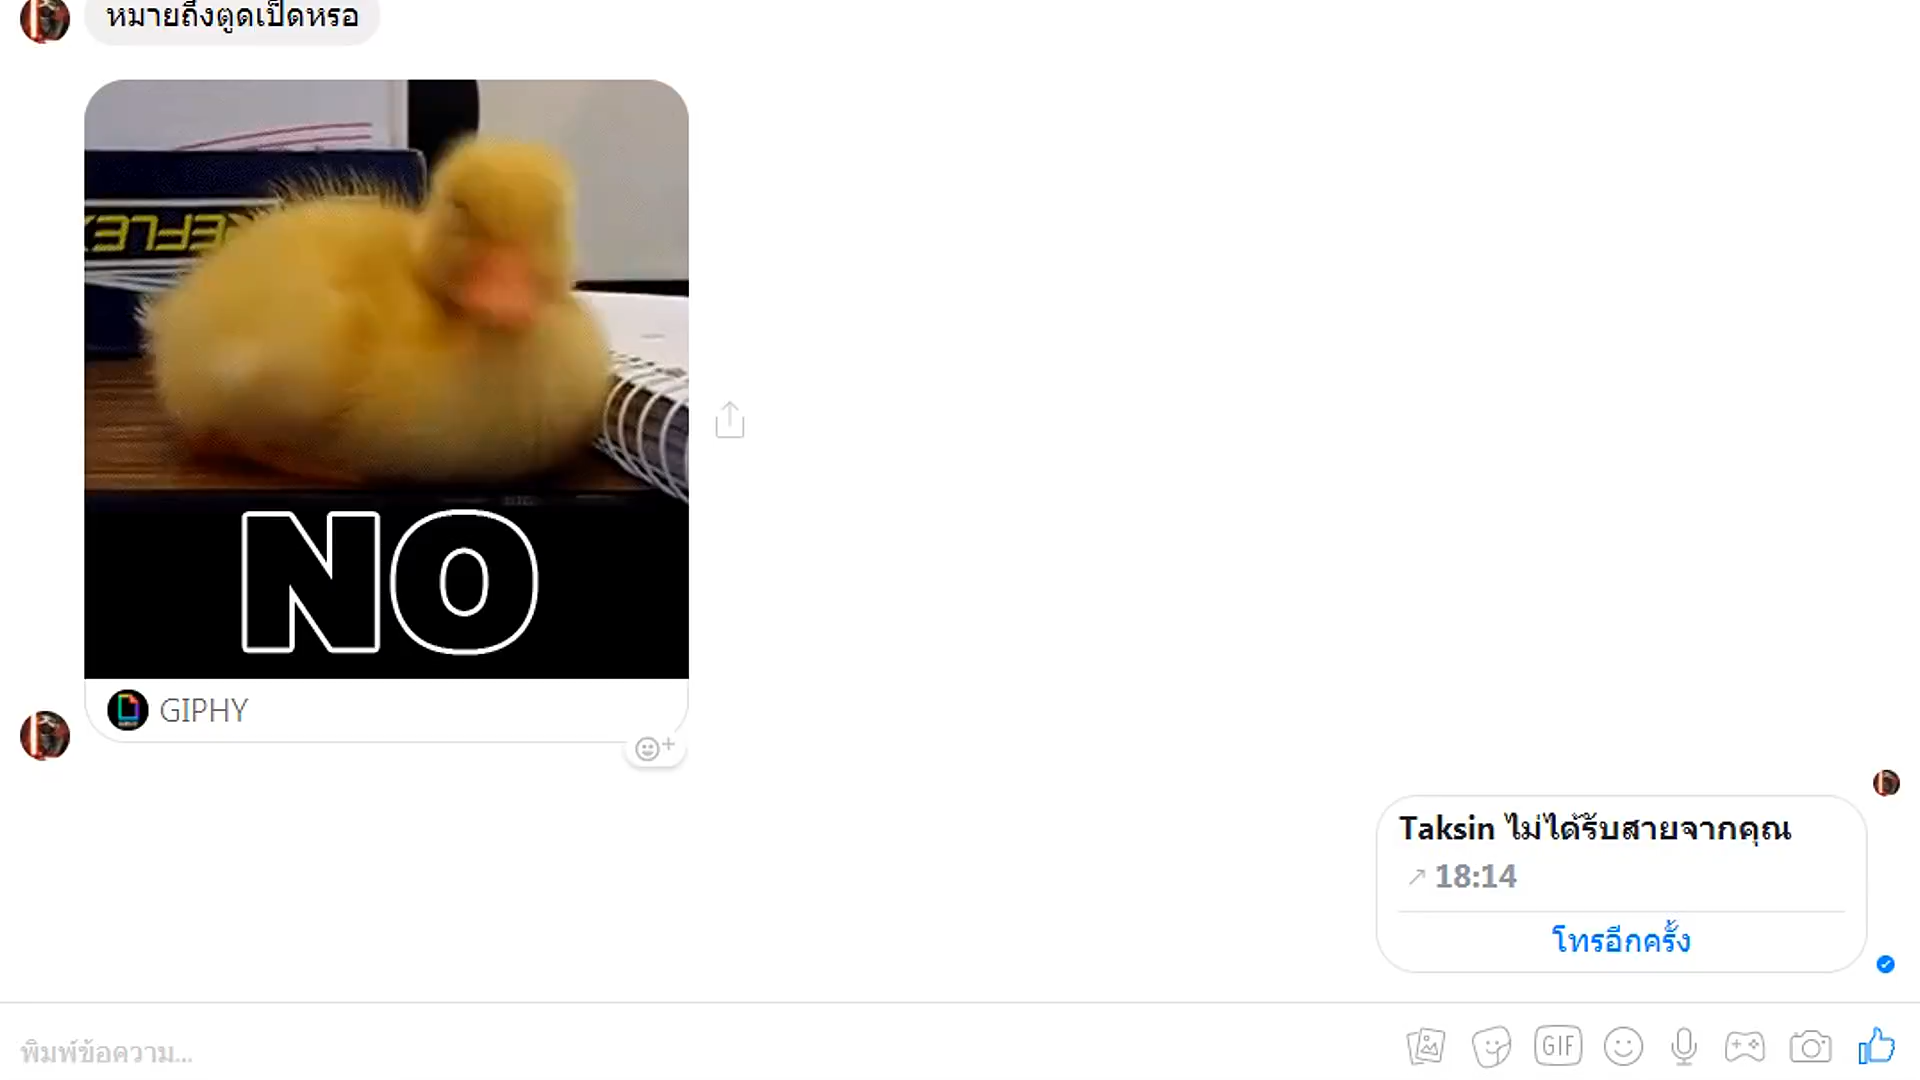 หมายถึงตูดเป็ดหรอ
REFLEX
NO
GIPHY
Taksin ไม่ได้รับสายจากคุณ
18:14
โทรอีกครั้ง
พิมพ์ข้อความ...
GIF